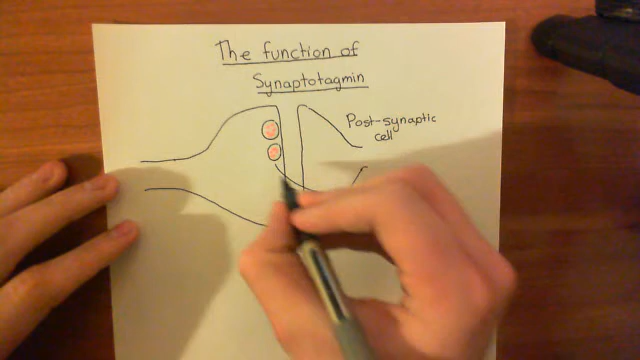 The function of
Synaptotagmin
Post-synaptic
cell